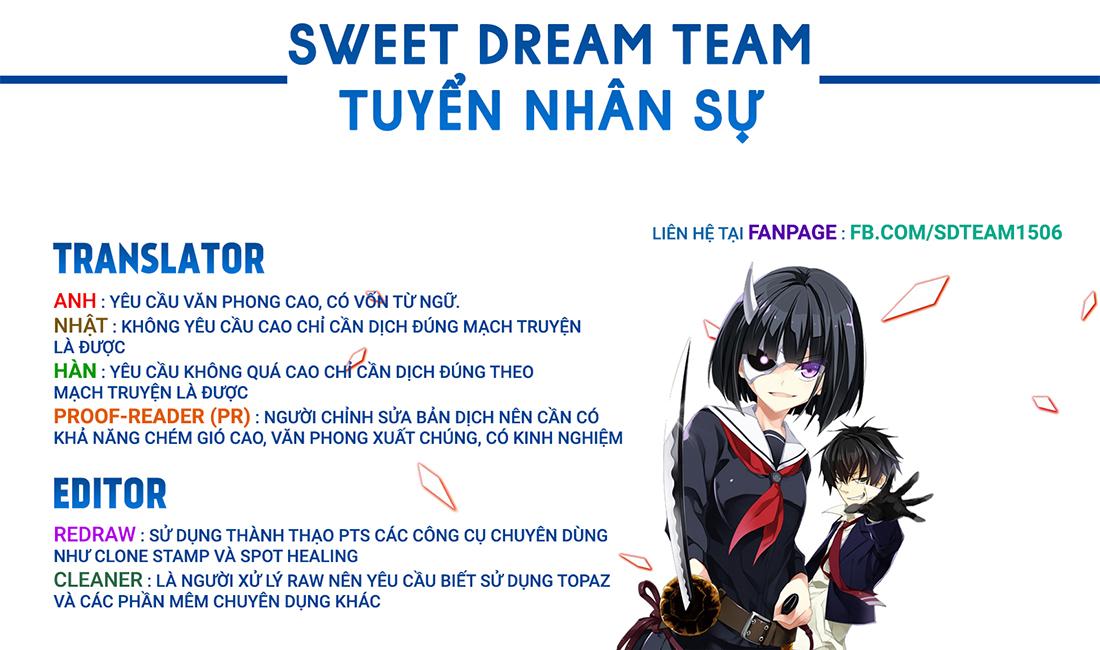 SWEET DREAM TEAM
TUYỂN NHÂN SỰ
LIÊN HỆ TẠI FANPAGE : FB.COM/SDTEAM1506
TRANSLATOR
ANH : YÊU CẦU VĂN PHONG CAO, CÓ VỐN TỪ NGỮ.
NHẬT : KHÔNG YÊU CẦU CAO CHỈ CẦN DỊCH ĐÚNG MẠCH TRUYỆN
LÀ ĐƯỢC
HÀN : YÊU CẦU KHÔNG QUÁ CAO CHỈ CẦN DỊCH ĐÚNG THEO
MẠCH TRUYỆN LÀ ĐƯỢC
PROOF-READER (PR) : NGƯỜI CHỈNH SỬA BẢN DỊCH NÊN CẦN CÓ
KHẢ NĂNG CHÉM GIÓ CAO, VĂN PHONG XUẤT CHÚNG, CÓ KINH NGHIỆM
EDITOR
REDRAW : SỬ DỤNG THÀNH THẠO PTS CÁC CÔNG CỤ CHUYÊN DÙNG
NHƯ CLONE STAMP VÀ SPOT HEALING
CLEANER : LÀ NGƯỜI XỬ LÝ RAW NÊN YÊU CẦU BIẾT SỬ DỤNG TOPAZ
VÀ CÁC PHẦN MÊM CHUYÊN DỤNG KHÁC